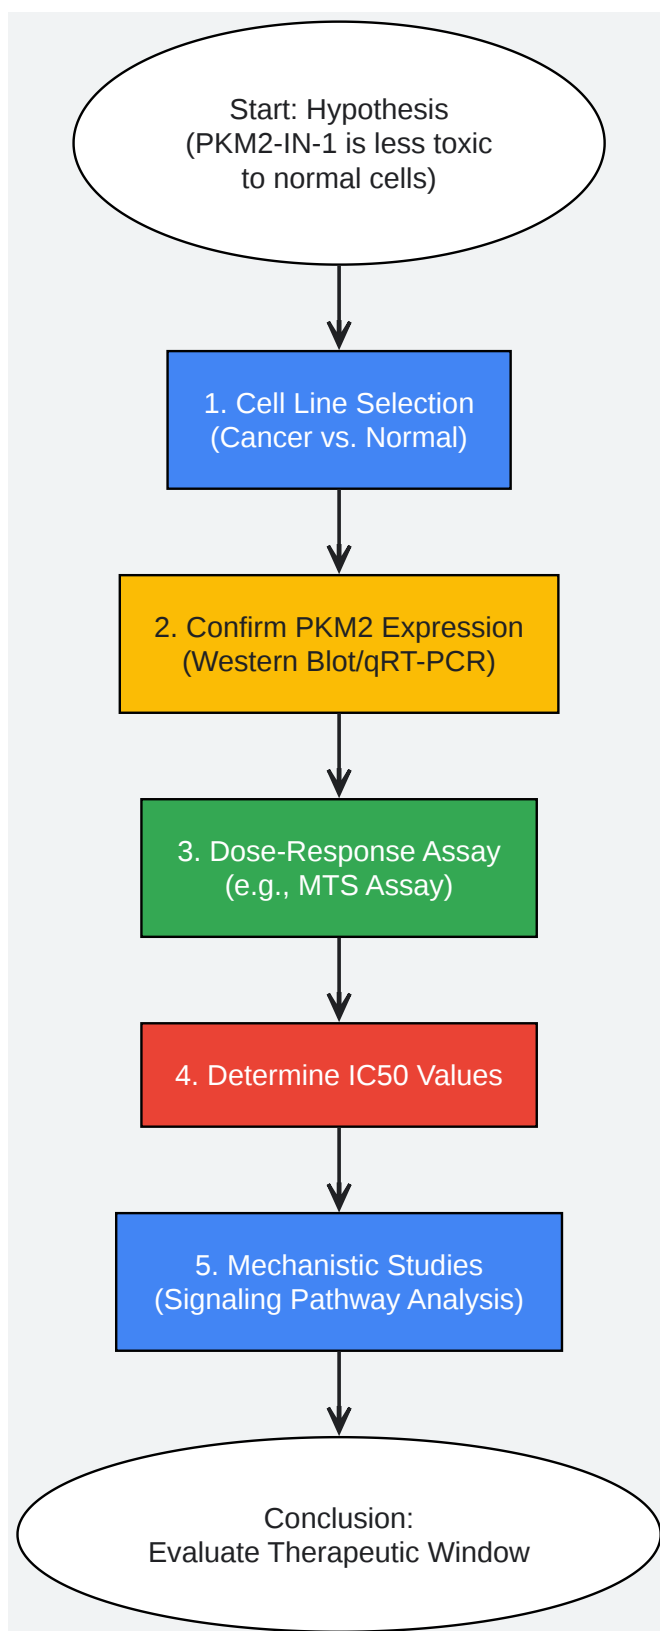 Start: Hypothesis
(PKM2-IN-1 is less toxic
to normal cells)
1. Cell Line Selection
(Cancer vs. Normal)
2. Confirm PKM2 Expression
(Western Blot/qRT-PCR)
3. Dose-Response Assay
(e.g., MTS Assay)
4. Determine IC50 Values
5. Mechanistic Studies
(Signaling Pathway Analysis)
Conclusion:
Evaluate Therapeutic Window